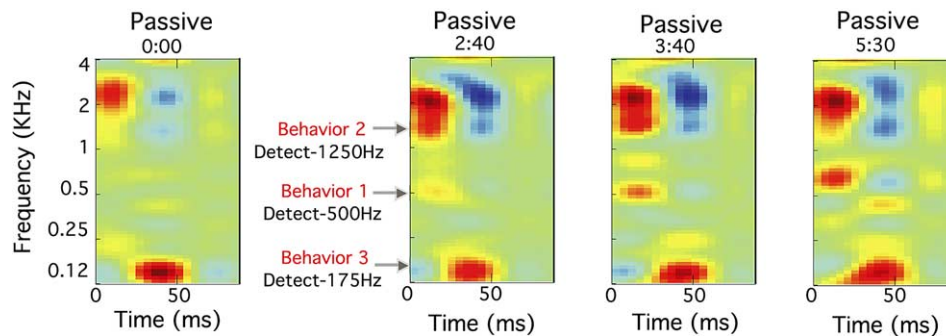 Passive
0:00
Passive
2:40
Passive
3:40
Passive
5:30
Frequency (KHz)
4
2
1
0.5
0.25
0.12
Behavior 2
Detect-1250Hz
Behavior 1
Detect-500Hz
Behavior 3
Detect-175Hz
0 50
Time (ms)
0 50
Time (ms)
0 50
Time (ms)
0 50
Time (ms)